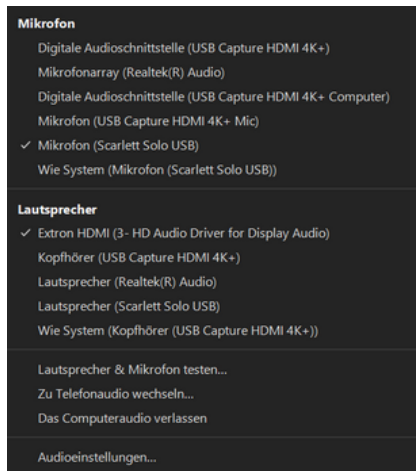 Mikrofon
Digitale Audioschnittstelle (USB Capture HDMI 4K+)
Mikrofonarray (Realtek(R) Audio)
Digitale Audioschnittstelle (USB Capture HDMI 4K+ Computer)
Mikrofon (USB Capture HDMI 4K+ Mic)
✓ Mikrofon (Scarlett Solo USB)
Wie System (Mikrofon (Scarlett Solo USB))
Lautsprecher
✓ Extron HDMI (3- HD Audio Driver for Display Audio)
Kopfhörer (USB Capture HDMI 4K+)
Lautsprecher (Realtek(R) Audio)
Lautsprecher (Scarlett Solo USB)
Wie System (Kopfhörer (USB Capture HDMI 4K+))
Lautsprecher & Mikrofon testen...
Zu Telefonaudio wechseln...
Das Computeraudio verlassen
Audioeinstellungen...